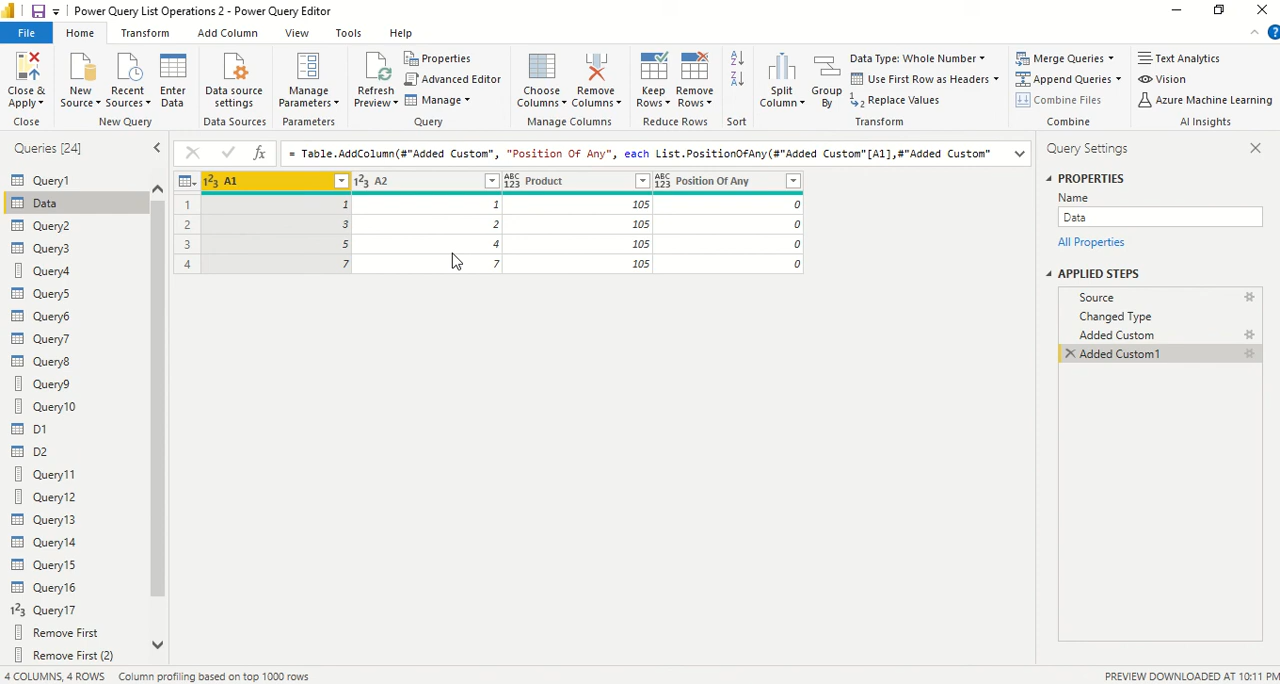 Power Query List Operations 2 - Power Query Editor
File Home Transform Add Column View Tools Help
Close & Apply
Close
New Source
Recent Sources
Enter Data
New Query
Data source settings
Data Sources
Manage Parameters
Parameters
Refresh Preview
Properties
Advanced Editor
Manage
Query
Choose Columns
Remove Columns
Manage Columns
Keep Rows
Remove Rows
Reduce Rows
Sort
Split Column
Group By
Data Type: Whole Number
Use First Row as Headers
Replace Values
Transform
Merge Queries
Append Queries
Combine Files
Combine
Text Analytics
Vision
Azure Machine Learning
AI Insights
Queries [24]
Query1
Data
Query2
Query3
Query4
Query5
Query6
Query7
Query8
Query9
Query10
D1
D2
Query11
Query12
Query13
Query14
Query15
Query16
Query17
Remove First
Remove First (2)
fx = Table.AddColumn(#"Added Custom", "Position Of Any", each List.PositionOfAny(#"Added Custom"[A1],#"Added Custom"
A1 A2 Product Position Of Any
1 1 1 105 0
2 3 2 105 0
3 5 4 105 0
4 7 7 105 0
Query Settings
PROPERTIES
Name
Data
All Properties
APPLIED STEPS
Source
Changed Type
Added Custom
Added Custom1
4 COLUMNS, 4 ROWS Column profiling based on top 1000 rows
PREVIEW DOWNLOADED AT 10:11 PM